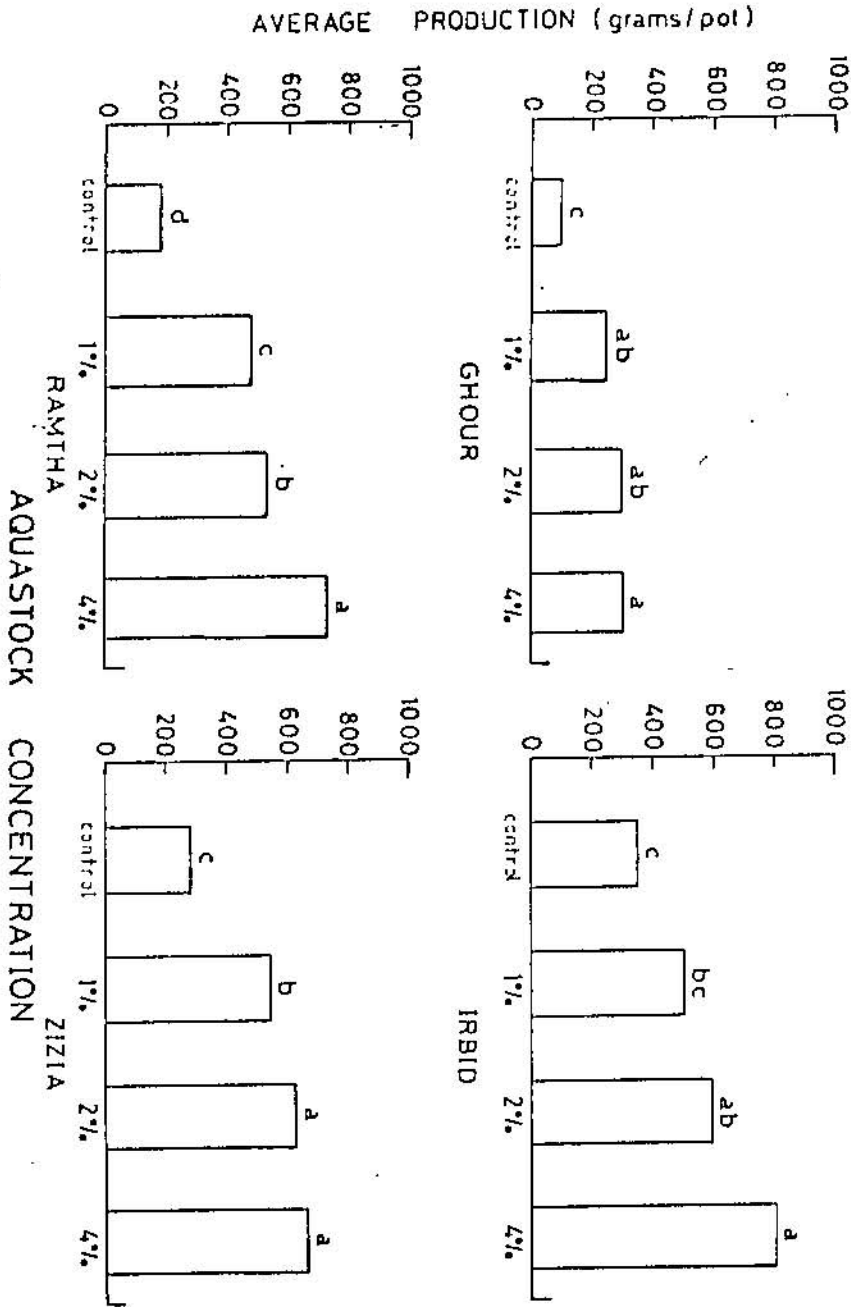 AVERAGE PRODUCTION (grams/pot)
1000
800
600
400
200
0
c
ab
ab
a
control
1%
2%
4%
GHOUR
1000
800
600
400
200
0
c
bc
ab
a
control
1%
2%
4%
IRBID
1000
800
600
400
200
0
d
c
b
a
control
1%
2%
4%
RAMTHA
1000
800
600
400
200
0
c
b
a
a
control
1%
2%
4%
ZIZIA
AQUASTOCK CONCENTRATION